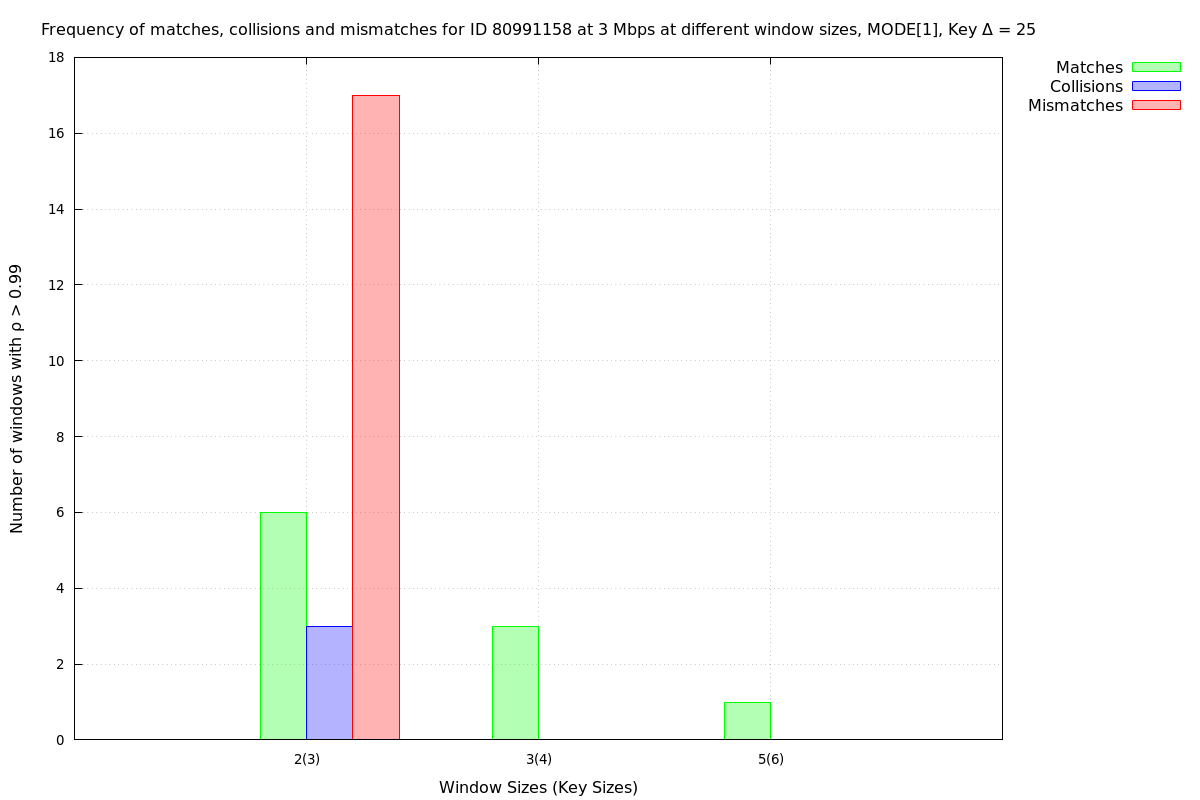 Frequency of matches, collisions and mismatches for ID 80991158 at 3 Mbps at different window sizes, MODE[1], Key Δ = 25
Matches
Collisions
Mismatches
Number of windows with ρ > 0.99
18
16
14
12
10
8
6
4
2
0
2(3) 3(4) 5(6)
Window Sizes (Key Sizes)